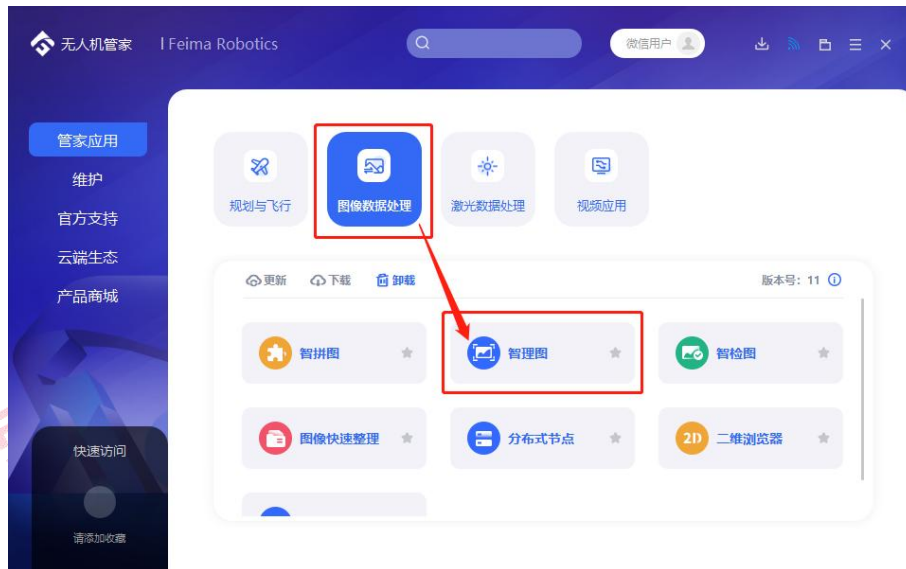 无人机管家 | Feima Robotics
微信用户
管家应用
维护
官方支持
云端生态
产品商城
快速访问
请添加收藏
规划与飞行
图像数据处理
激光数据处理
视频应用
更新 下载 卸载
版本号: 11
智拼图
智理图
智检图
图像快速整理
分布式节点
2D 二维浏览器